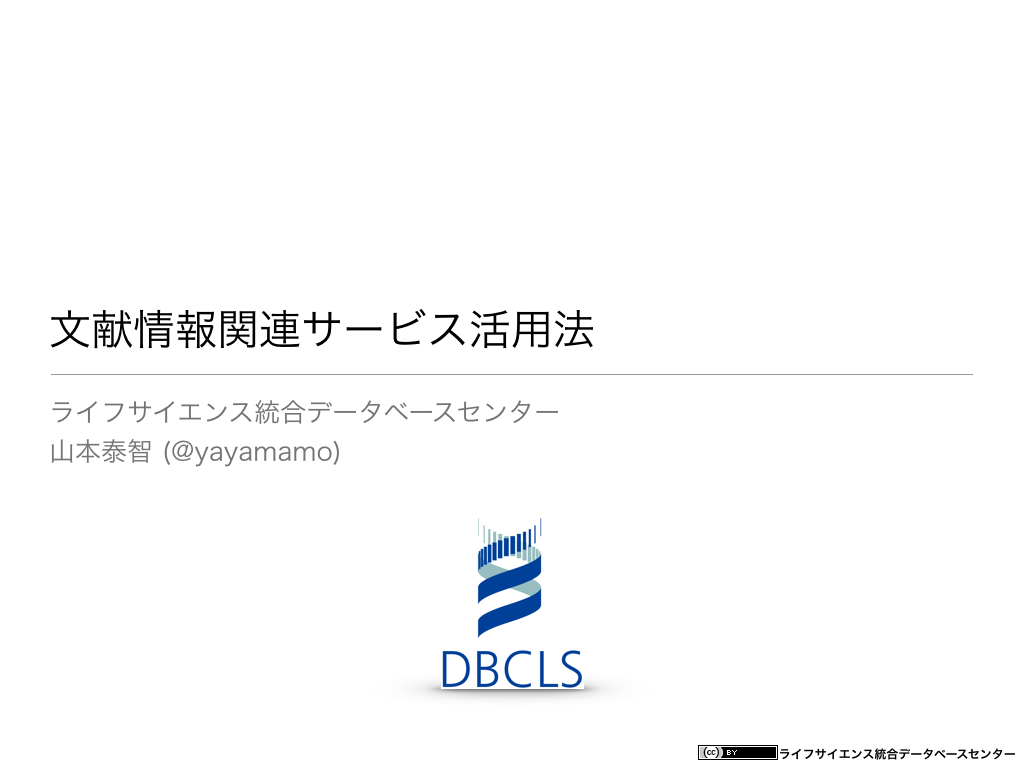 文献情報関連サービス活用法
ライフサイエンス統合データベースセンター
山本泰智 (@yayamamo)
DBCLS
(cc) BY ライフサイエンス統合データベースセンター